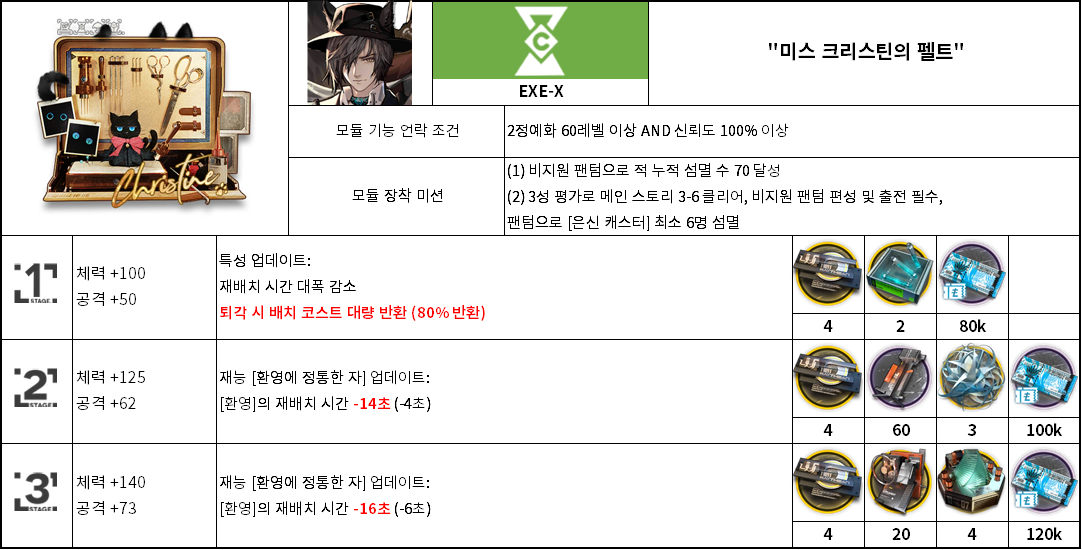 "미스 크리스틴의 펠트"
C
EXE-X
Christine
모듈 기능 언락 조건
2정예화 60레벨 이상 AND 신뢰도 100% 이상
모듈 장착 미션
(1) 비지원 팬텀으로 적 누적 섬멸 수 70 달성
(2) 3성 평가로 메인 스토리 3-6 클리어, 비지원 팬텀 편성 및 출전 필수,
팬텀으로 [은신 캐스터] 최소 6명 섬멸
1
STAGE
체력 +100
공격 +50
특성 업데이트:
재배치 시간 대폭 감소
퇴각 시 배치 코스트 대량 반환 (80% 반환)
4
2
80k
2
STAGE
체력 +125
공격 +62
재능 [환영에 정통한 자] 업데이트:
[환영]의 재배치 시간 -14초 (-4초)
4
60
3
100k
3
STAGE
체력 +140
공격 +73
재능 [환영에 정통한 자] 업데이트:
[환영]의 재배치 시간 -16초 (-6초)
4
20
4
120k